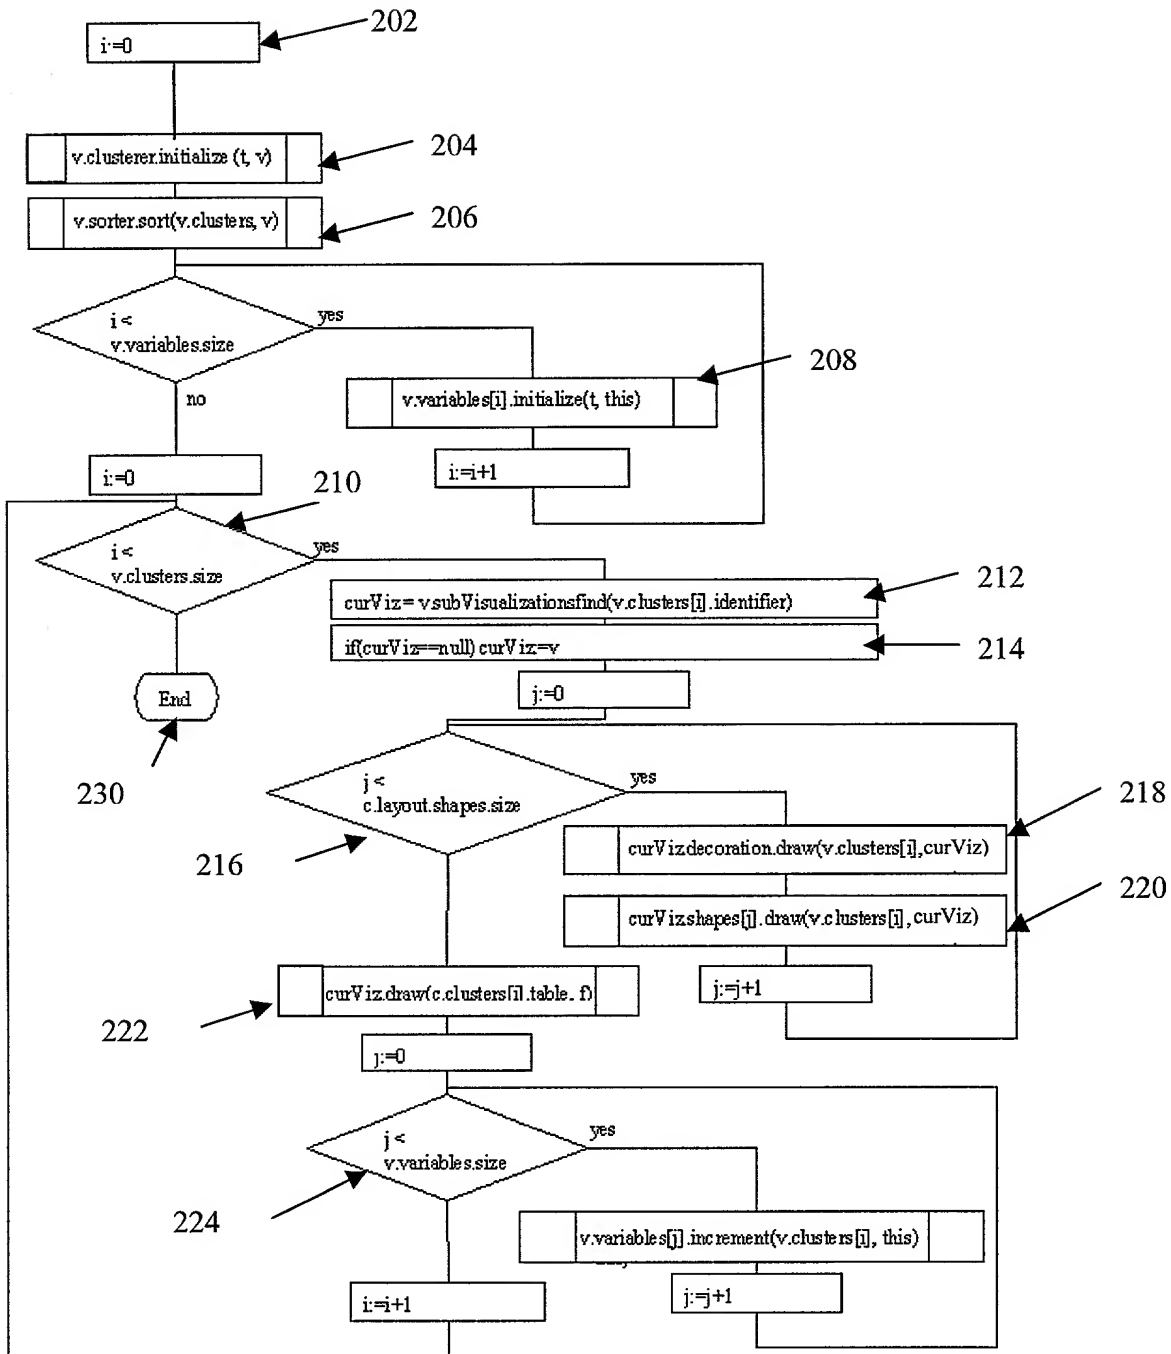 202
i:=0
204
v.clusterer.initialize (t, v)
206
v.sorter.sort(v.clusters, v)
i <
v.variables.size
yes
208
v.variables[i].initialize(t, this)
no
i:=0
i:=i+1
210
i <
v.clusters.size
yes
212
curViz= v.subVisualizationsfind(v.clusters[i].identifier)
if(curViz==null) curViz=v
214
j:=0
End
230
j <
c.layout.shapes.size
yes
218
curVizdecoration.draw(v.clusters[i],curViz)
216
220
curVizshapes[j].draw(v.clusters[i],curViz)
j:=j+1
curViz.draw(c.clusters[i].table. f)
222
j:=0
j <
v.variables.size
yes
224
v.variables[j].increment(v.clusters[i], this)
i:=i+1
j:=j+1